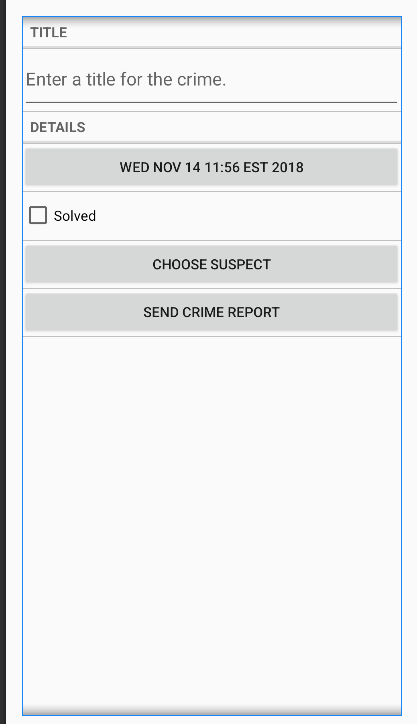 TITLE
Enter a title for the crime.
DETAILS
WED NOV 14 11:56 EST 2018
Solved
CHOOSE SUSPECT
SEND CRIME REPORT